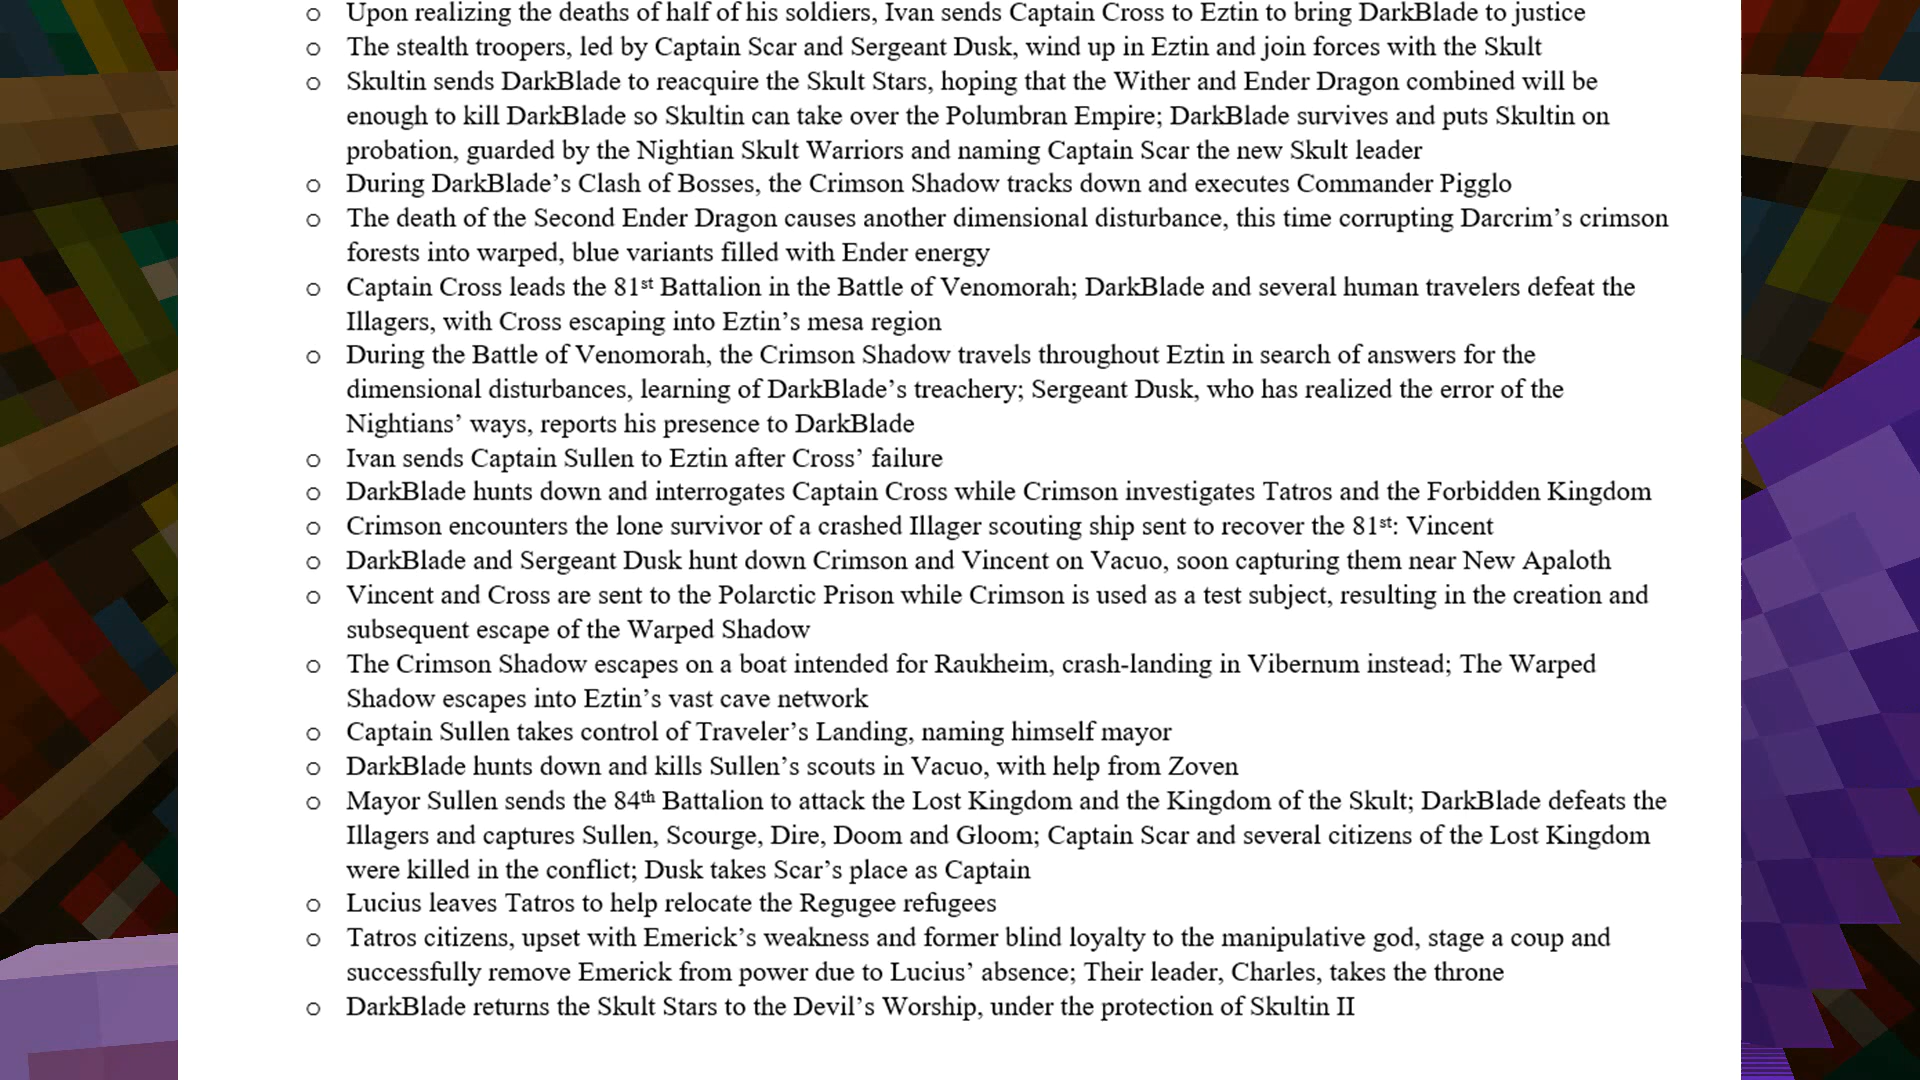 ○ Upon realizing the deaths of half of his soldiers, Ivan sends Captain Cross to Eztin to bring DarkBlade to justice
○ The stealth troopers, led by Captain Scar and Sergeant Dusk, wind up in Eztin and join forces with the Skult
○ Skultin sends DarkBlade to reacquire the Skult Stars, hoping that the Wither and Ender Dragon combined will be
enough to kill DarkBlade so Skultin can take over the Polumbran Empire; DarkBlade survives and puts Skultin on
probation, guarded by the Nightian Skult Warriors and naming Captain Scar the new Skult leader
○ During DarkBlade’s Clash of Bosses, the Crimson Shadow tracks down and executes Commander Pigglo
○ The death of the Second Ender Dragon causes another dimensional disturbance, this time corrupting Darcrim’s crimson
forests into warped, blue variants filled with Ender energy
○ Captain Cross leads the 81st Battalion in the Battle of Venomorah; DarkBlade and several human travelers defeat the
Illagers, with Cross escaping into Eztin’s mesa region
○ During the Battle of Venomorah, the Crimson Shadow travels throughout Eztin in search of answers for the
dimensional disturbances, learning of DarkBlade’s treachery; Sergeant Dusk, who has realized the error of the
Nightians’ ways, reports his presence to DarkBlade
○ Ivan sends Captain Sullen to Eztin after Cross’ failure
○ DarkBlade hunts down and interrogates Captain Cross while Crimson investigates Tatros and the Forbidden Kingdom
○ Crimson encounters the lone survivor of a crashed Illager scouting ship sent to recover the 81st: Vincent
○ DarkBlade and Sergeant Dusk hunt down Crimson and Vincent on Vacuo, soon capturing them near New Apaloth
○ Vincent and Cross are sent to the Polarctic Prison while Crimson is used as a test subject, resulting in the creation and
subsequent escape of the Warped Shadow
○ The Crimson Shadow escapes on a boat intended for Raukheim, crash-landing in Vibernum instead; The Warped
Shadow escapes into Eztin’s vast cave network
○ Captain Sullen takes control of Traveler’s Landing, naming himself mayor
○ DarkBlade hunts down and kills Sullen’s scouts in Vacuo, with help from Zoven
○ Mayor Sullen sends the 84th Battalion to attack the Lost Kingdom and the Kingdom of the Skult; DarkBlade defeats the
Illagers and captures Sullen, Scourge, Dire, Doom and Gloom; Captain Scar and several citizens of the Lost Kingdom
were killed in the conflict; Dusk takes Scar’s place as Captain
○ Lucius leaves Tatros to help relocate the Regugee refugees
○ Tatros citizens, upset with Emerick’s weakness and former blind loyalty to the manipulative god, stage a coup and
successfully remove Emerick from power due to Lucius’ absence; Their leader, Charles, takes the throne
○ DarkBlade returns the Skult Stars to the Devil’s Worship, under the protection of Skultin II